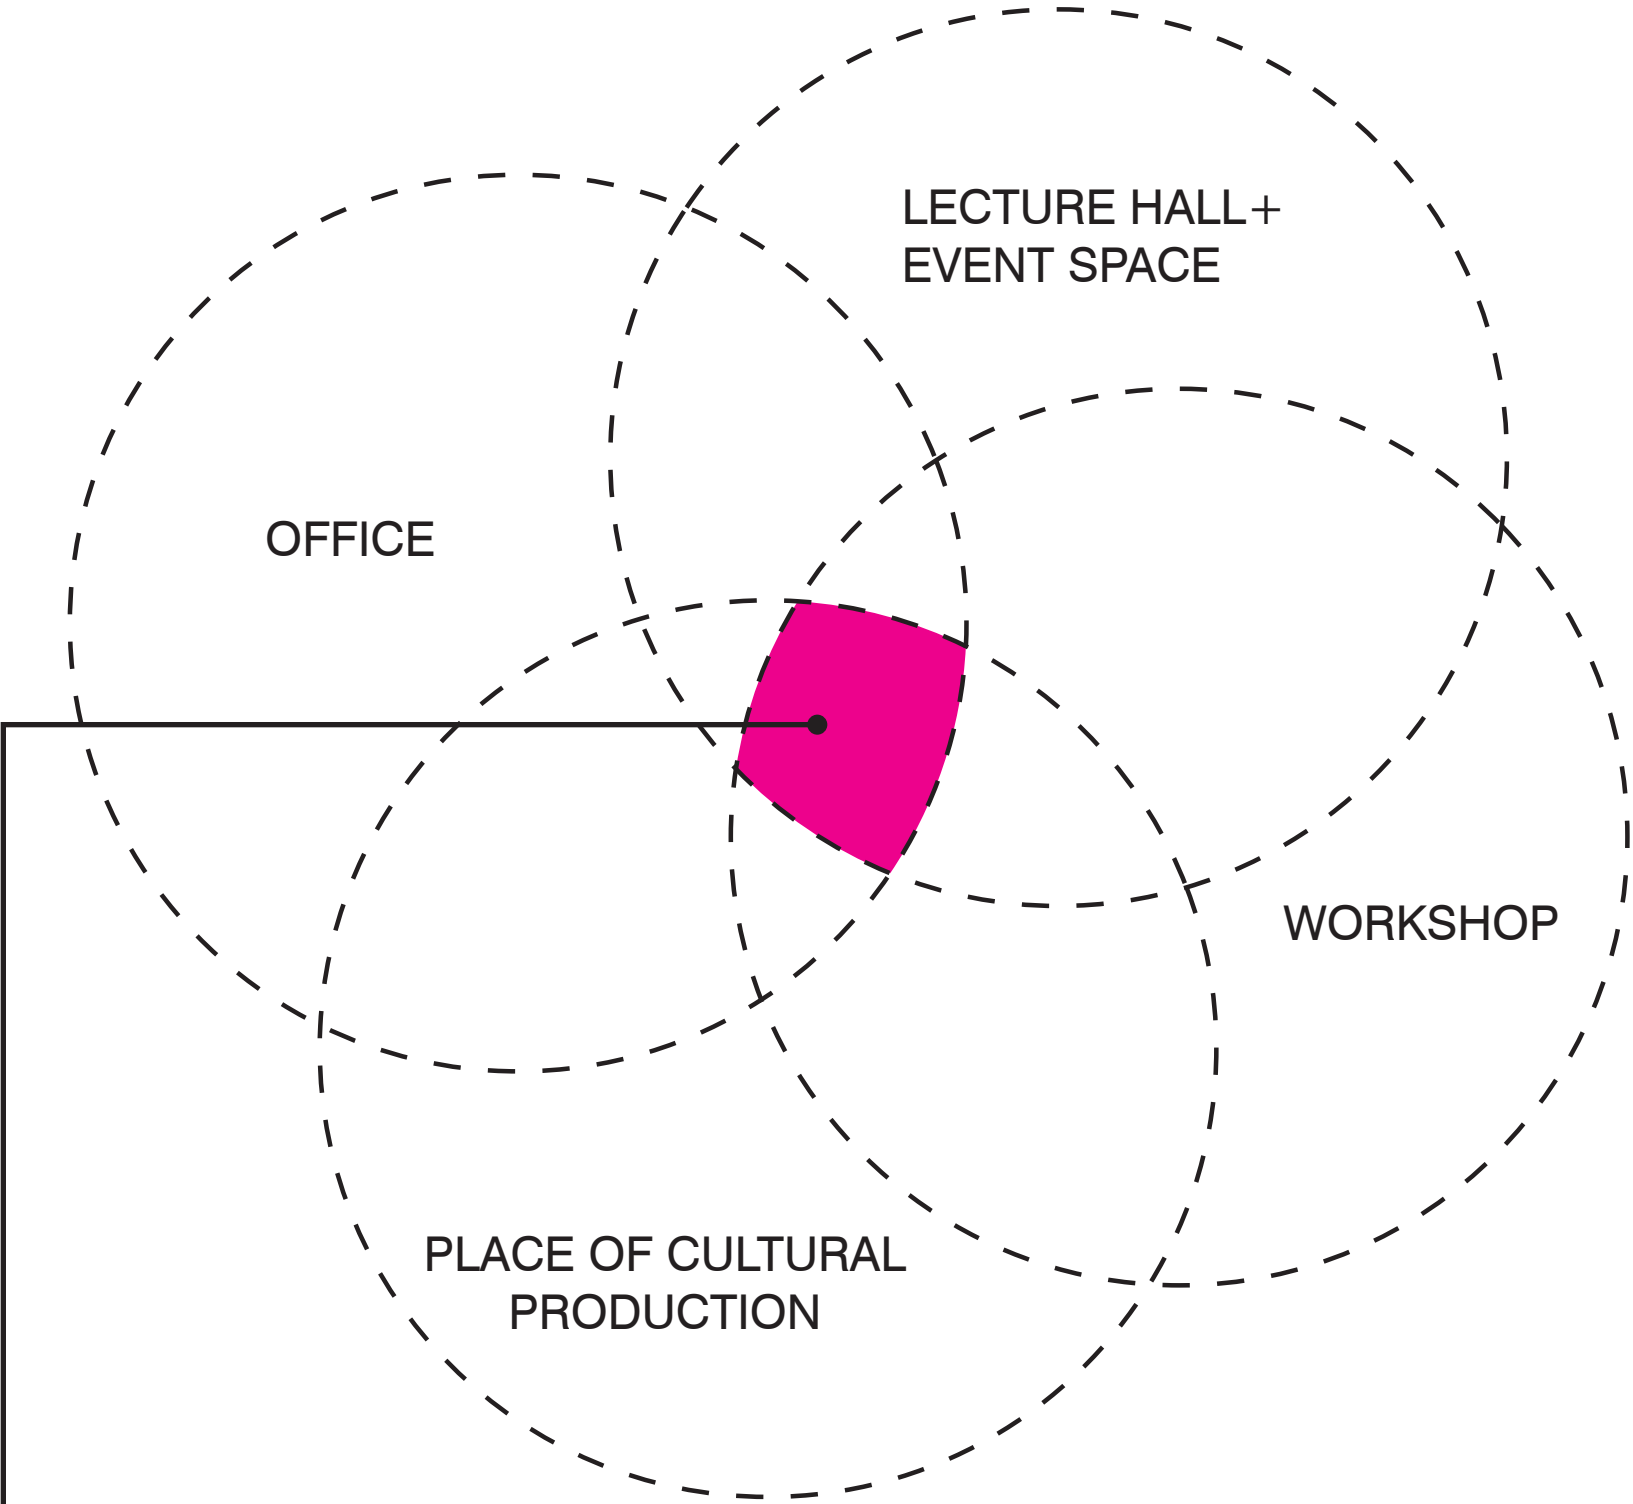 LECTURE HALL+
EVENT SPACE
OFFICE
WORKSHOP
PLACE OF CULTURAL
PRODUCTION